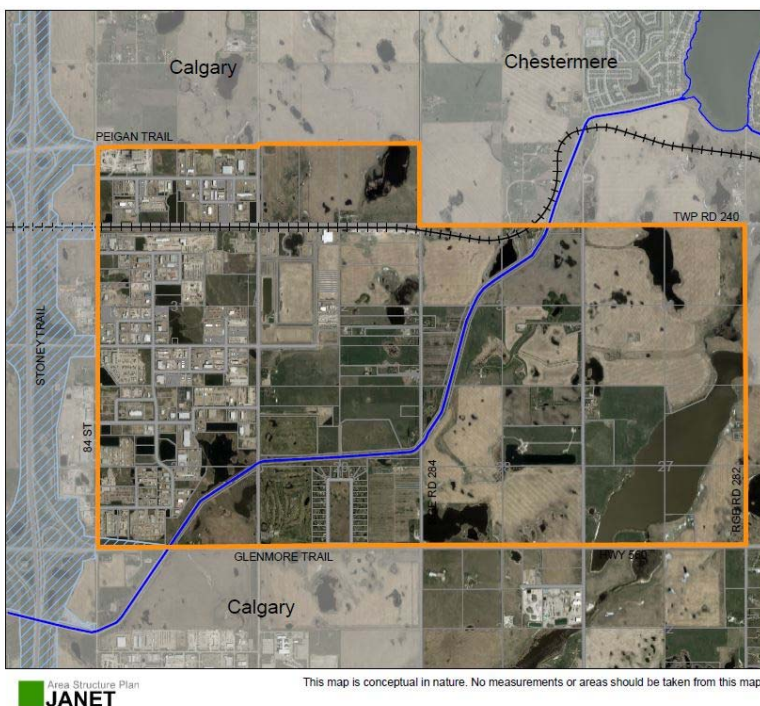 Calgary
Chestermere
PEIGAN TRAIL
TWP RD 240
STONEY TRAIL
84 ST
RD 284
27
RGE RD 282
GLENMORE TRAIL
HWY 560
Calgary
Area Structure Plan
JANET
This map is conceptual in nature. No measurements or areas should be taken from this map